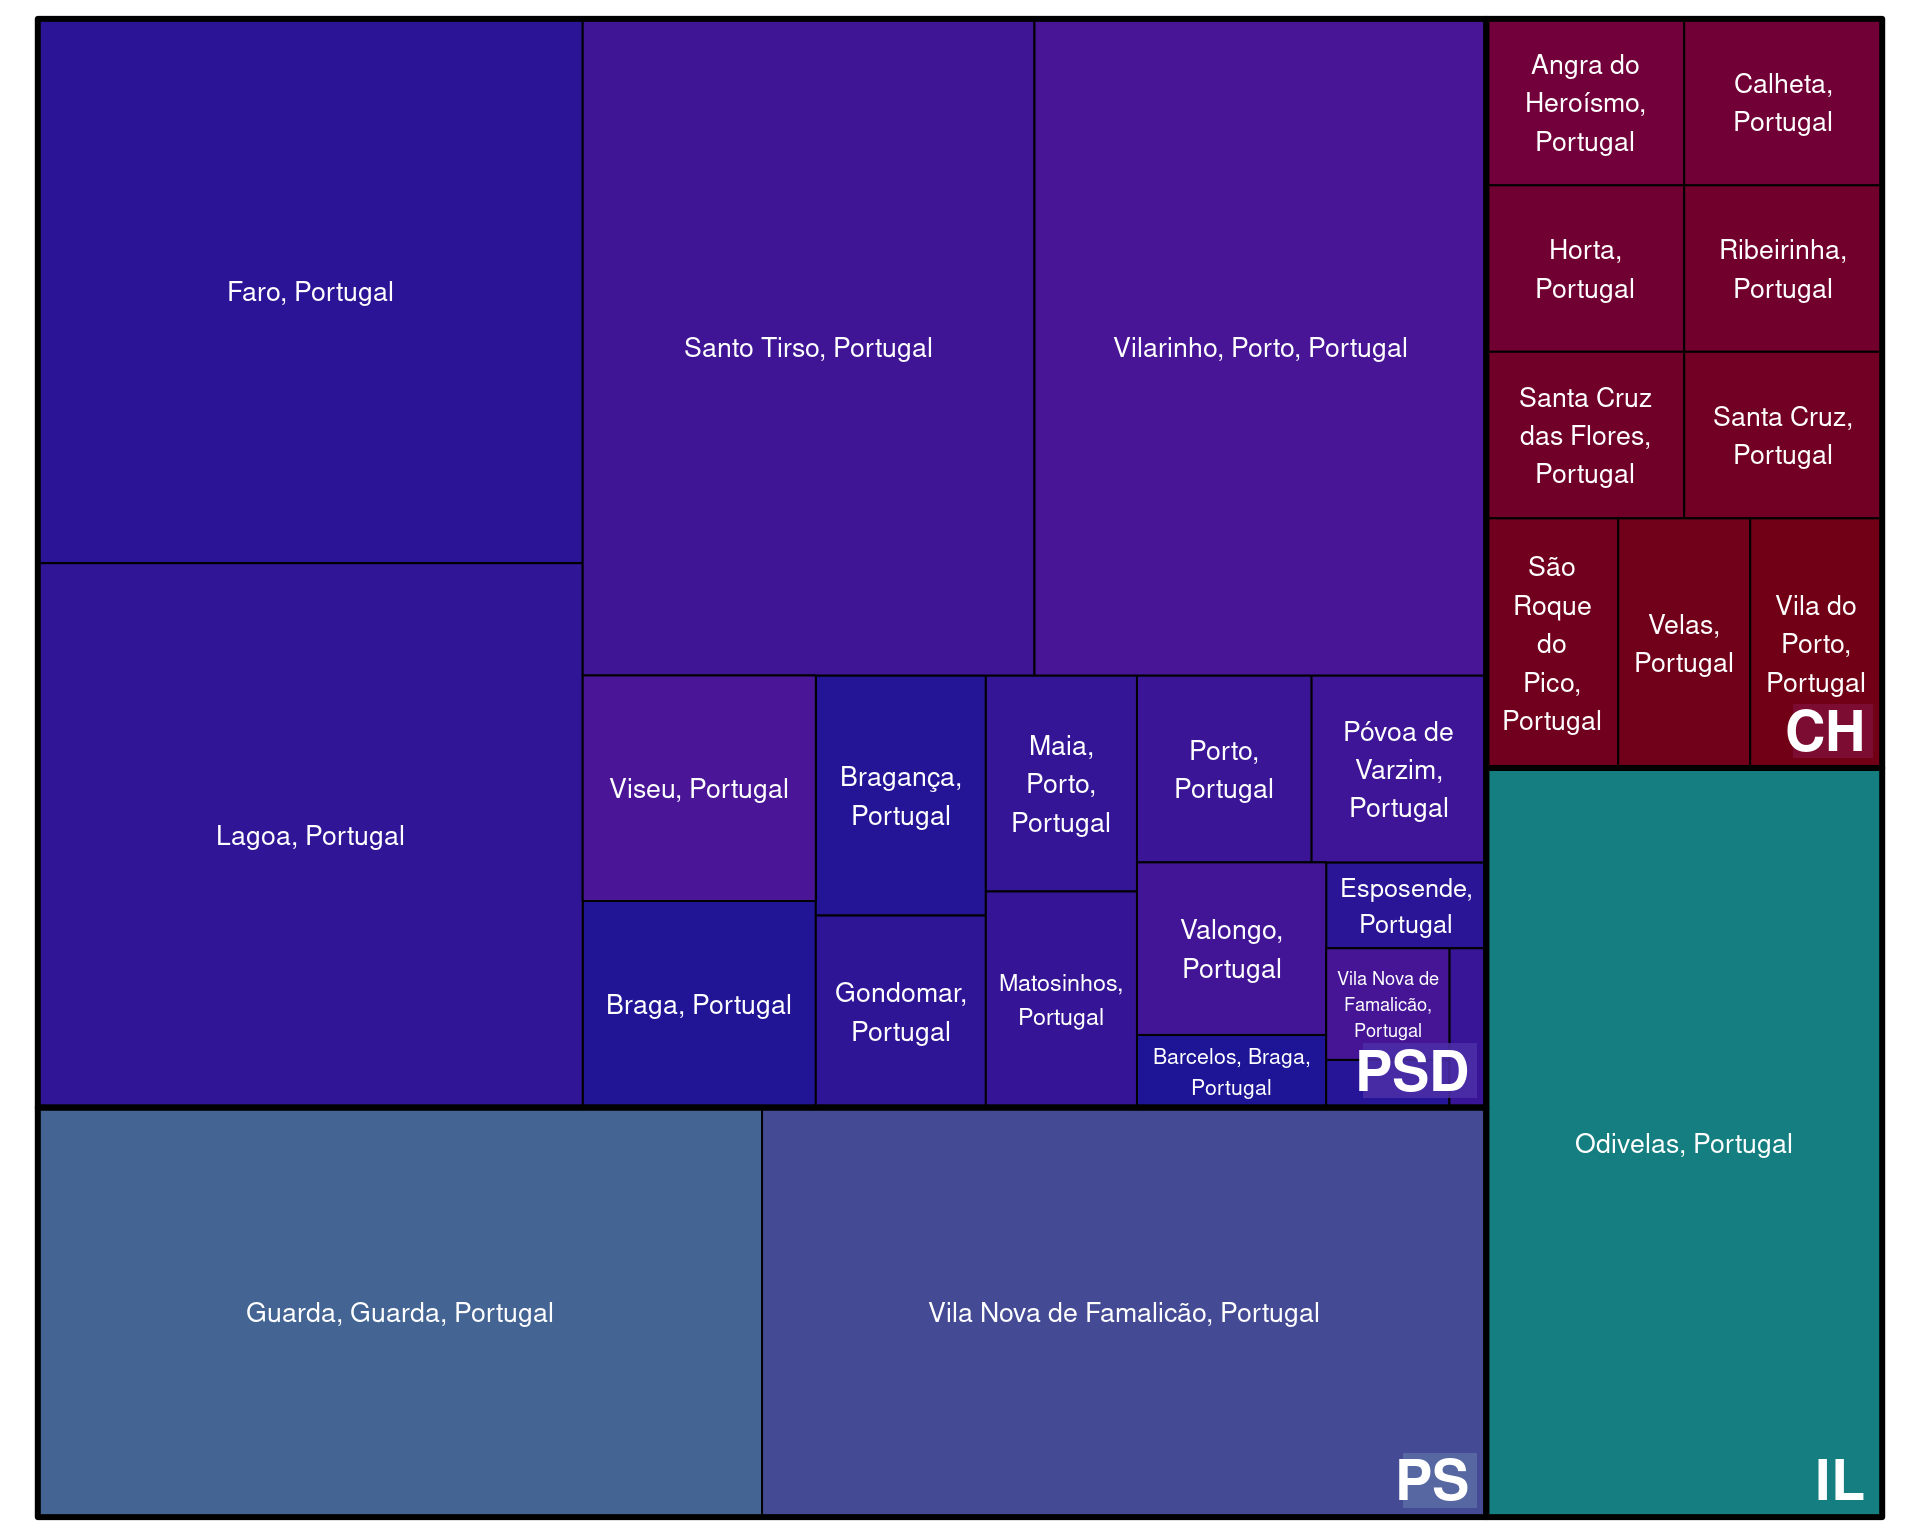 Faro, Portugal
Lagoa, Portugal
Santo Tirso, Portugal
Vilarinho, Porto, Portugal
Viseu, Portugal
Braga, Portugal
Bragança,
Portugal
Gondomar,
Portugal
Maia,
Porto,
Portugal
Matosinhos,
Portugal
Porto,
Portugal
Póvoa de
Varzim,
Portugal
Valongo,
Portugal
Barcelos, Braga,
Portugal
Esposende,
Portugal
Vila Nova de
Famalicão,
Portugal
PSD
Guarda, Guarda, Portugal
Vila Nova de Famalicão, Portugal
PS
Angra do
Heroísmo,
Portugal
Calheta,
Portugal
Horta,
Portugal
Ribeirinha,
Portugal
Santa Cruz
das Flores,
Portugal
Santa Cruz,
Portugal
São
Roque
do
Pico,
Portugal
Velas,
Portugal
Vila do
Porto,
Portugal
CH
Odivelas, Portugal
IL